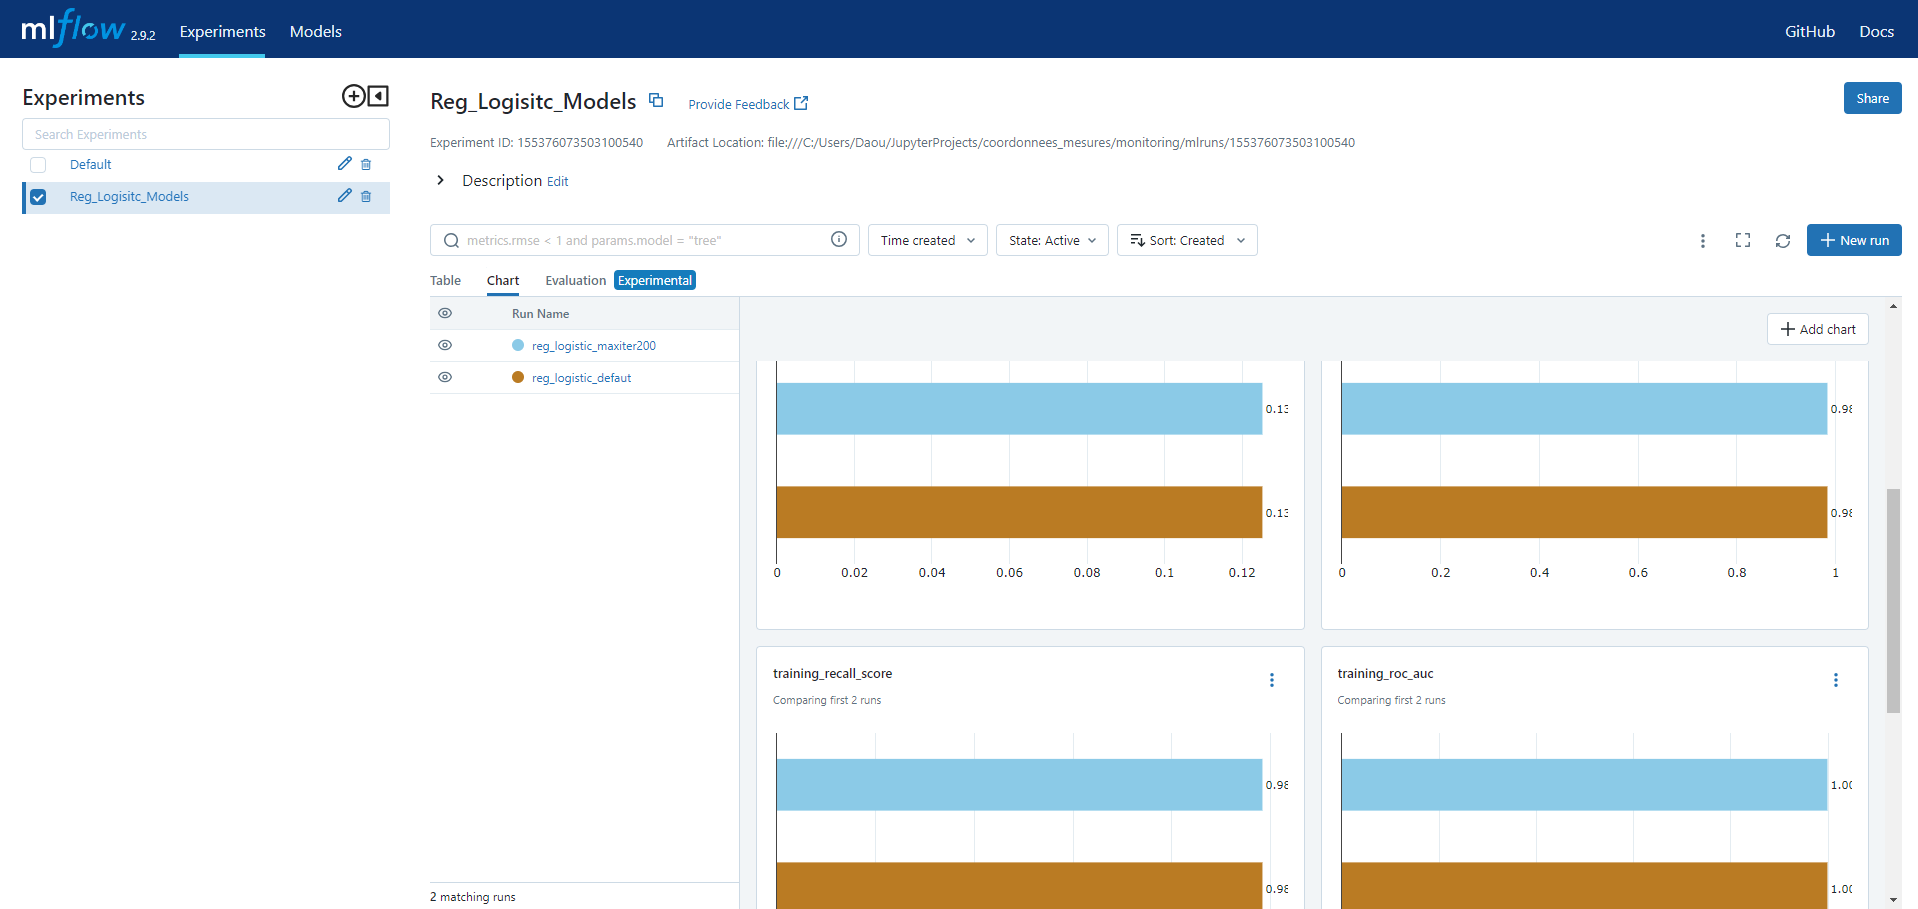 mlflow 2.9.2 Experiments Models GitHub Docs
Experiments
Search Experiments
Default
Reg_Logisitc_Models
Reg_Logisitc_Models Provide Feedback Share
Experiment ID: 155376073503100540 Artifact Location: file:///C:/Users/Daou/JupyterProjects/coordonnees_mesures/monitoring/mlruns/155376073503100540
Description Edit
metrics.rmse < 1 and params.model = "tree" Time created State: Active Sort: Created New run
Table Chart Evaluation Experimental
Run Name
reg_logistic_maxiter200
reg_logistic_defaut
2 matching runs
Add chart
0.13
0.13
0 0.02 0.04 0.06 0.08 0.1 0.12
0.98
0.98
0 0.2 0.4 0.6 0.8 1
training_recall_score
Comparing first 2 runs
0.98
0.98
training_roc_auc
Comparing first 2 runs
1.00
1.00